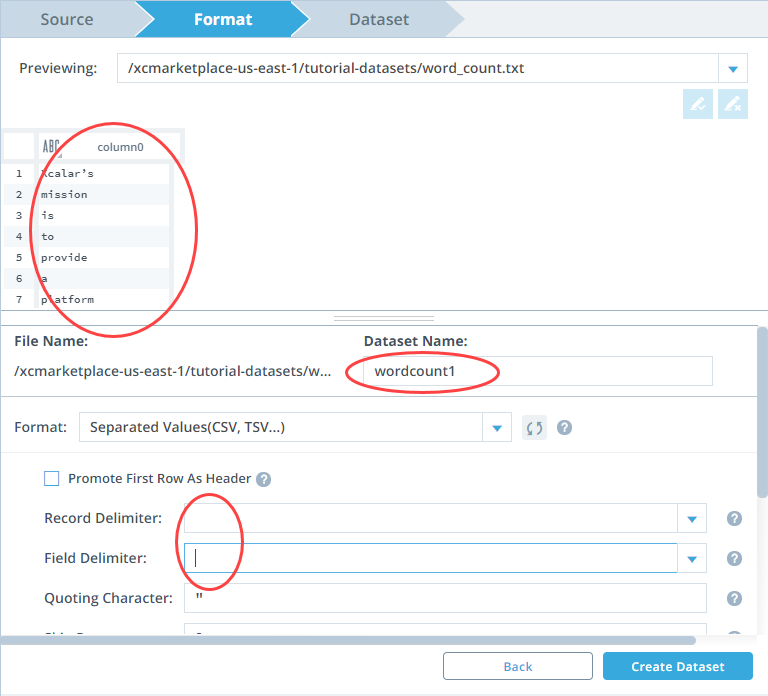 Source Format Dataset
Previewing: /xcmarketplace-us-east-1/tutorial-datasets/word_count.txt
ABC column0
1 Xcalar's
2 mission
3 is
4 to
5 provide
6 a
7 platform
File Name: Dataset Name:
/xcmarketplace-us-east-1/tutorial-datasets/w... wordcount1
Format: Separated Values(CSV, TSV...) ?
Promote First Row As Header ?
Record Delimiter: ?
Field Delimiter: ?
Quoting Character: " ?
Back Create Dataset